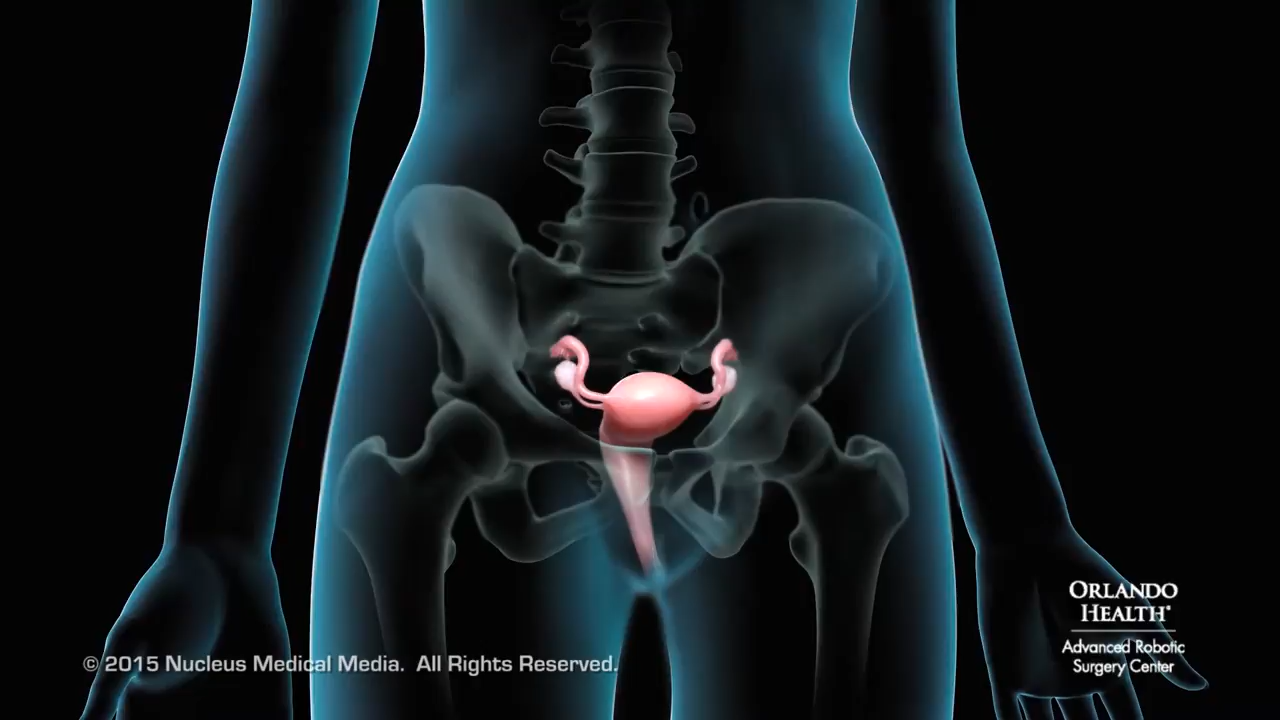 ORLANDO
HEALTH®
Advanced Robotic
Surgery Center
© 2015 Nucleus Medical Media. All Rights Reserved.